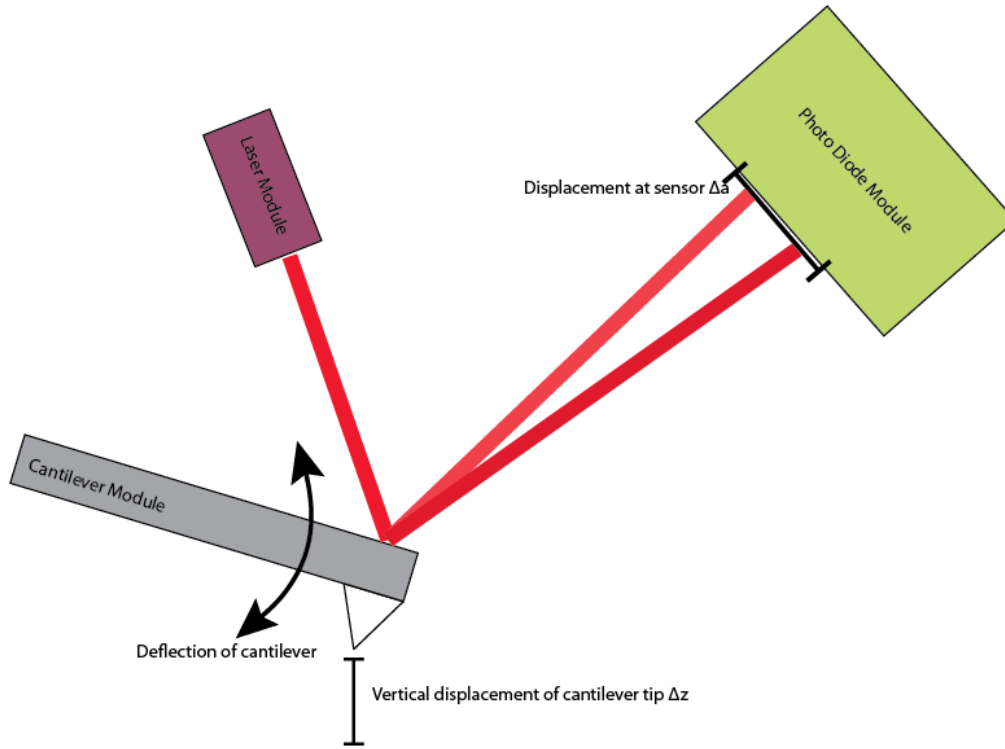 Laser Module
Photo Diode Module
Displacement at sensor Δa
Cantilever Module
Deflection of cantilever
Vertical displacement of cantilever tip Δz